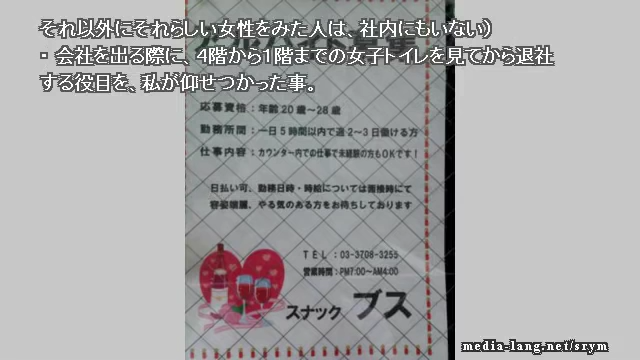 それ以外にそれらしい女性をみた人は、社内にもいない）
・ 会社を出る際に、4階から1階までの女子トイレを見てから退社
する役目を、私が仰せつかった事。
応募資格：年齢20歳〜28歳
勤務所間：一日5時間以内で週2〜3日働ける方
仕事内容：カウンター内での仕事で未経験の方もOKです！
日払い可、勤務日時・時給については面接時にて
容姿端麗、やる気のある方をお待ちしております
TEL：03-3708-3255
営業時間：PM7:00〜AM4:00
スナック ブス
media-lang.net/srym